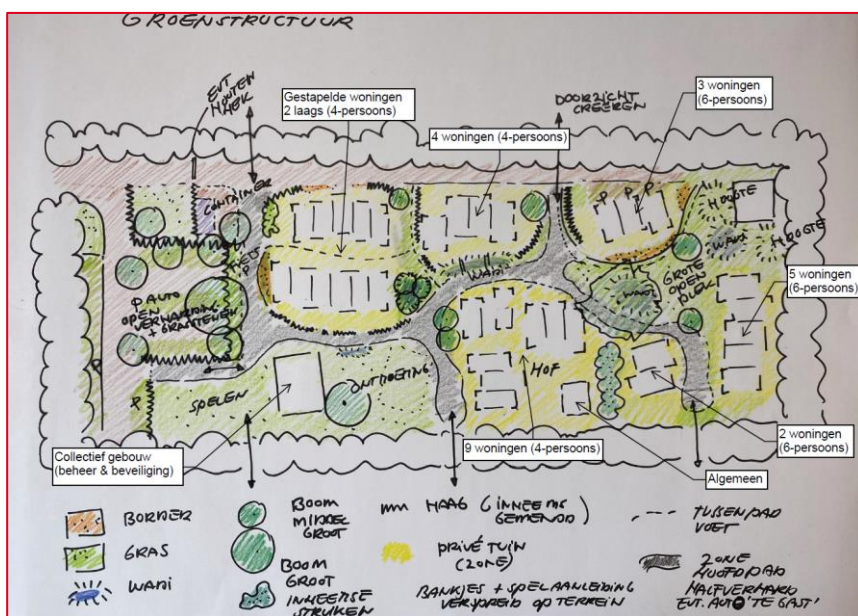 GROENSTRUCTUUR
EVT
HOUTEN
HEK
Gestapelde woningen
2 laags (4-persoons)
4 woningen (4-persoons)
DOORZICHT
CREËREN
3 woningen
(6-persoons)
CONTAINER
P P P
HOOGTE
WADI
HOOGTE
FIETS
WADI
GROTE
OPEN
PLEK
WADI
5 woningen
(6-persoons)
P AUTO
OPEN
VERHARDING
+ GRASTEGEN
P
P
SPELEN
ONTMOETING
HOF
Collectief gebouw
(beheer & beveiliging)
9 woningen (4-persoons)
Algemeen
2 woningen
(6-persoons)
BORDER
GRAS
WADI
BOOM
MIDDEL
GROOT
BOOM
GROOT
INHEEMSE
STRUIKEN
HAAG (INHEEMS
GEMENGD)
PRIVÉ TUIN
(ZONE)
BANKJES + SPELAANLEIDING
VERSPREID OP TERREIN
TUSSENPAD
VOET
ZONE
HOOFDPAD
HALFVERHARD
EVT. AUTO 'TE GAST'